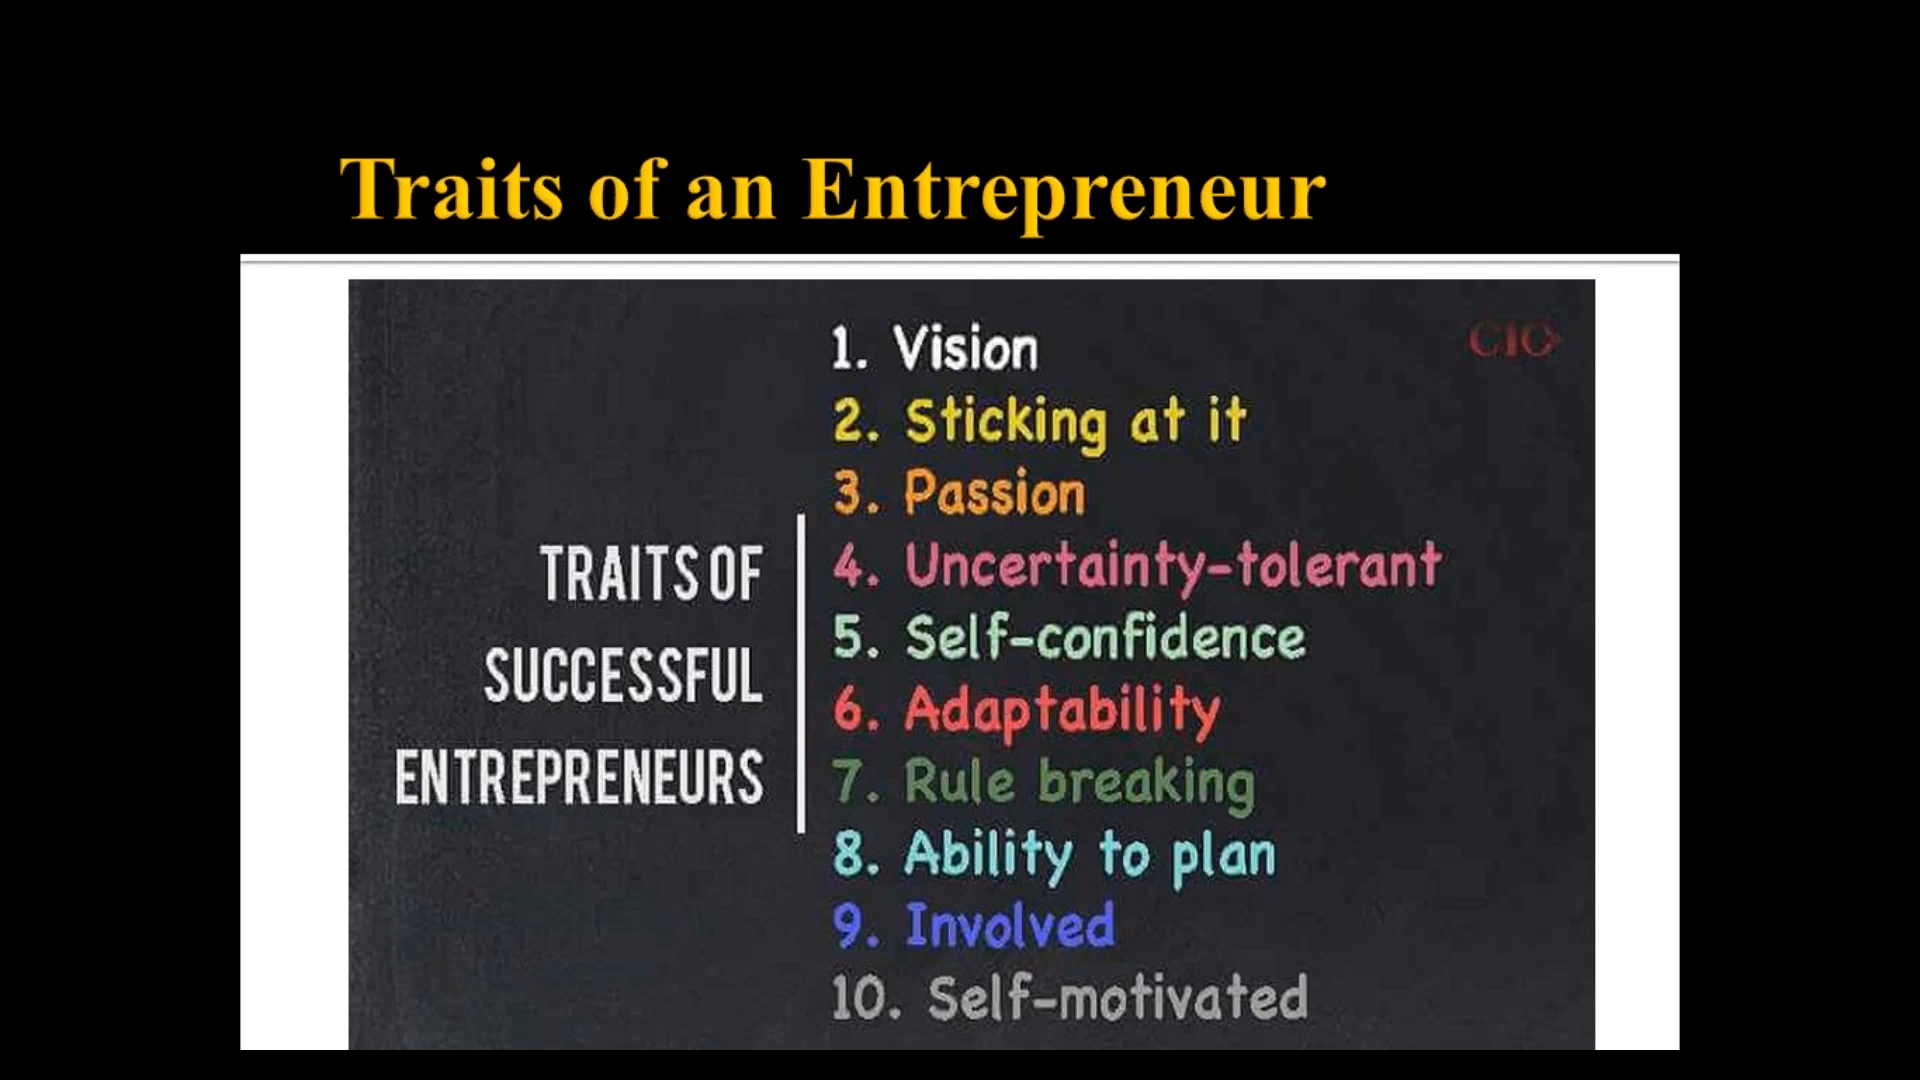 Traits of an Entrepreneur
TRAITS OF
SUCCESSFUL
ENTREPRENEURS
1. Vision
2. Sticking at it
3. Passion
4. Uncertainty-tolerant
5. Self-confidence
6. Adaptability
7. Rule breaking
8. Ability to plan
9. Involved
10. Self-motivated